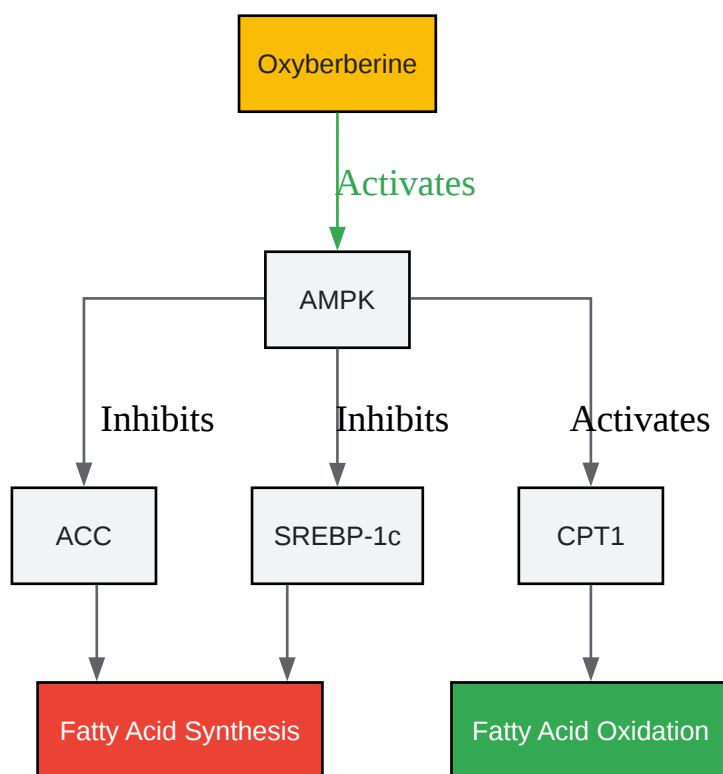 Oxyberberine
Activates
AMPK
Inhibits
Inhibits
Activates
ACC
SREBP-1c
CPT1
Fatty Acid Synthesis
Fatty Acid Oxidation